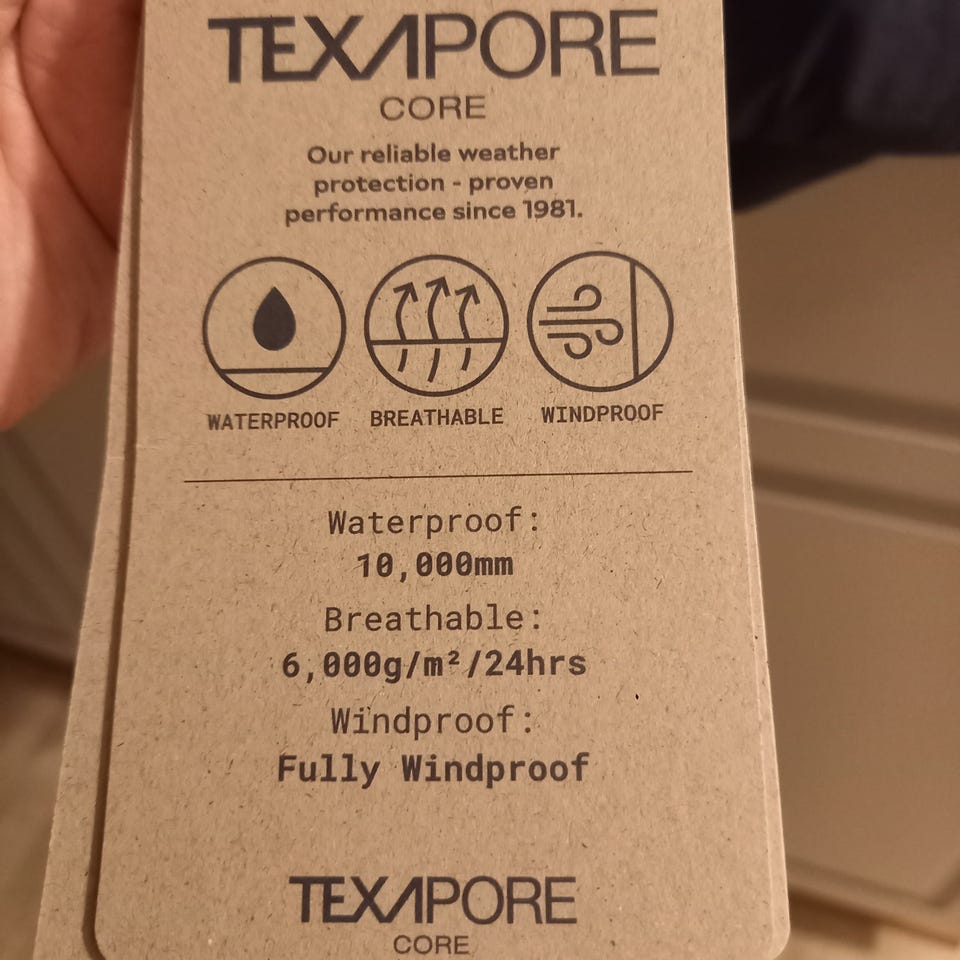 TEXAPORE
CORE
Our reliable weather
protection - proven
performance since 1981.
WATERPROOF BREATHABLE WINDPROOF
Waterproof:
10,000mm
Breathable:
6,000g/m²/24hrs
Windproof:
Fully Windproof
TEXAPORE
CORE